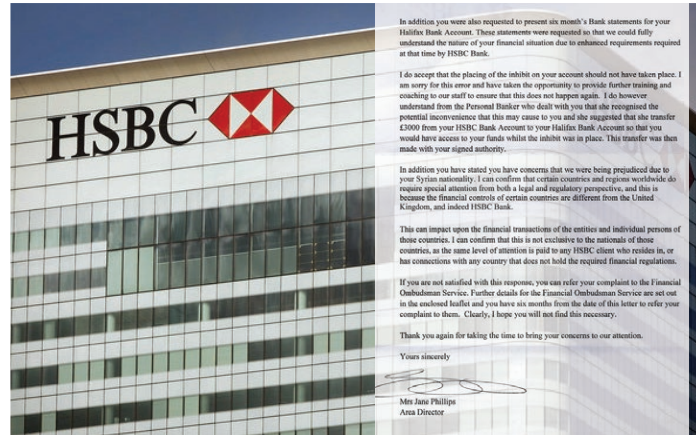 HSBC
In addition you were also requested to present six month's Bank statements for your
Halifax Bank Account. These statements were requested so that we could fully
understand the nature of your financial situation due to enhanced requirements required
at that time by HSBC Bank.
I do accept that the placing of the inhibit on your account should not have taken place. I
am sorry for this error and have taken the opportunity to provide further training and
coaching to our staff to ensure that this does not happen again. I do however
understand from the Personal Banker who dealt with you that she recognised the
potential inconvenience that this may cause to you and she suggested that she transfer
£3000 from your HSBC Bank Account to your Halifax Bank Account so that you
would have access to your funds whilst the inhibit was in place. This transfer was then
made with your signed authority.
In addition you have stated you have concerns that we were being prejudiced due to
your Syrian nationality. I can confirm that certain countries and regions worldwide do
require special attention from both a legal and regulatory perspective, and this is
because the financial controls of certain countries are different from the United
Kingdom, and indeed HSBC Bank.
This can impact upon the financial transactions of the entities and individual persons of
those countries. I can confirm that this is not exclusive to the nationals of those
countries, as the same level of attention is paid to any HSBC client who resides in, or
has connections with any country that does not hold the required financial regulations.
If you are not satisfied with this response, you can refer your complaint to the Financial
Ombudsman Service. Further details for the Financial Ombudsman Service are set out
in the enclosed leaflet and you have six months from the date of this letter to refer your
complaint to them. Clearly, I hope you will not find this necessary.
Thank you again for taking the time to bring your concerns to our attention.
Yours sincerely
Mrs Jane Phillips
Area Director